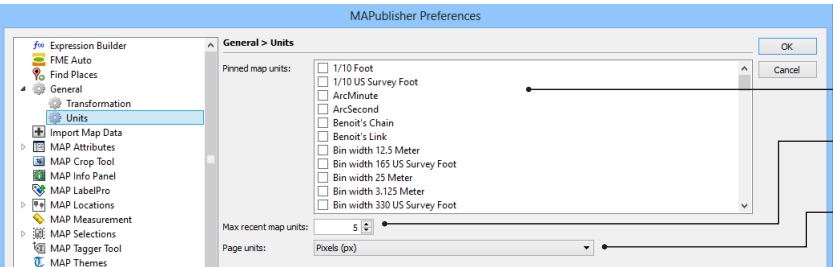 MAPublisher Preferences
Expression Builder
FME Auto
Find Places
General
Transformation
Units
Import Map Data
MAP Attributes
MAP Crop Tool
MAP Info Panel
MAP LabelPro
MAP Locations
MAP Measurement
MAP Selections
MAP Tagger Tool
MAP Themes
General > Units
Pinned map units:
1/10 Foot
1/10 US Survey Foot
ArcMinute
ArcSecond
Benoit's Chain
Benoit's Link
Bin width 12.5 Meter
Bin width 165 US Survey Foot
Bin width 25 Meter
Bin width 3.125 Meter
Bin width 330 US Survey Foot
Max recent map units: 5
Page units: Pixels (px)
OK
Cancel